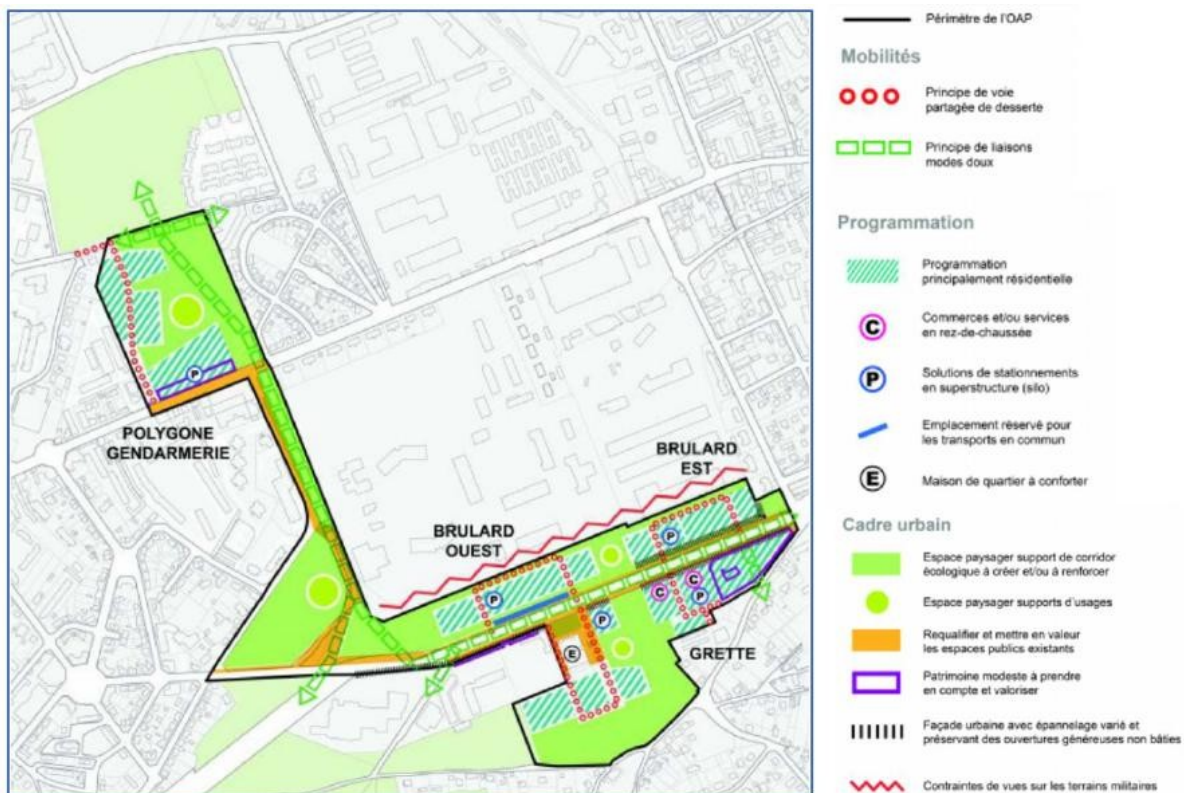 POLYGONE
GENDARMERIE
P
BRULARD
OUEST
BRULARD
EST
P
P
C
C
P
P
E
GRETTE
Périmètre de l'OAP
Mobilités
Principe de voie
partagée de desserte
Principe de liaisons
modes doux
Programmation
Programmation
principalement résidentielle
C
Commerces et/ou services
en rez-de-chaussée
P
Solutions de stationnements
en superstructure (silo)
Emplacement réservé pour
les transports en commun
E
Maison de quartier à conforter
Cadre urbain
Espace paysager support de corridor
écologique à créer et/ou à renforcer
Espace paysager supports d'usages
Requalifier et mettre en valeur
les espaces publics existants
Patrimoine modeste à prendre
en compte et valoriser
Façade urbaine avec épannelage varié et
préservant des ouvertures généreuses non bâties
Contraintes de vues sur les terrains militaires